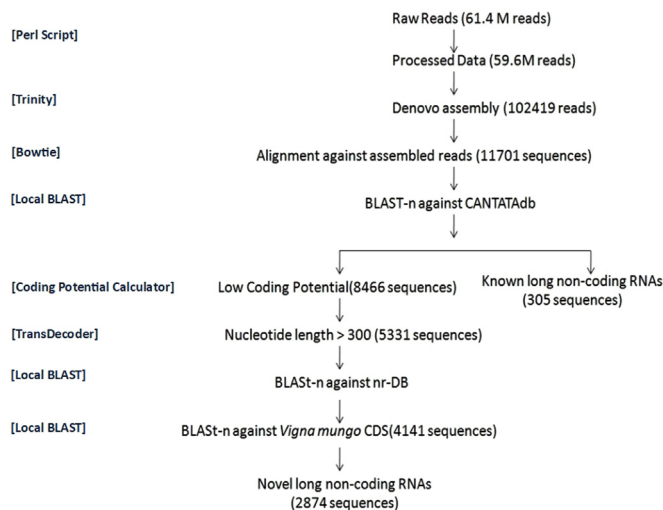 Raw Reads (61.4 M reads)
[Perl Script]
Processed Data (59.6M reads)
[Trinity]
Denovo assembly (102419 reads)
[Bowtie]
Alignment against assembled reads (11701 sequences)
[Local BLAST]
BLAST-n against CANTATAdb
[Coding Potential Calculator]
Low Coding Potential(8466 sequences)
Known long non-coding RNAs
(305 sequences)
[TransDecoder]
Nucleotide length > 300 (5331 sequences)
[Local BLAST]
BLASt-n against nr-DB
[Local BLAST]
BLASt-n against Vigna mungo CDS(4141 sequences)
Novel long non-coding RNAs
(2874 sequences)